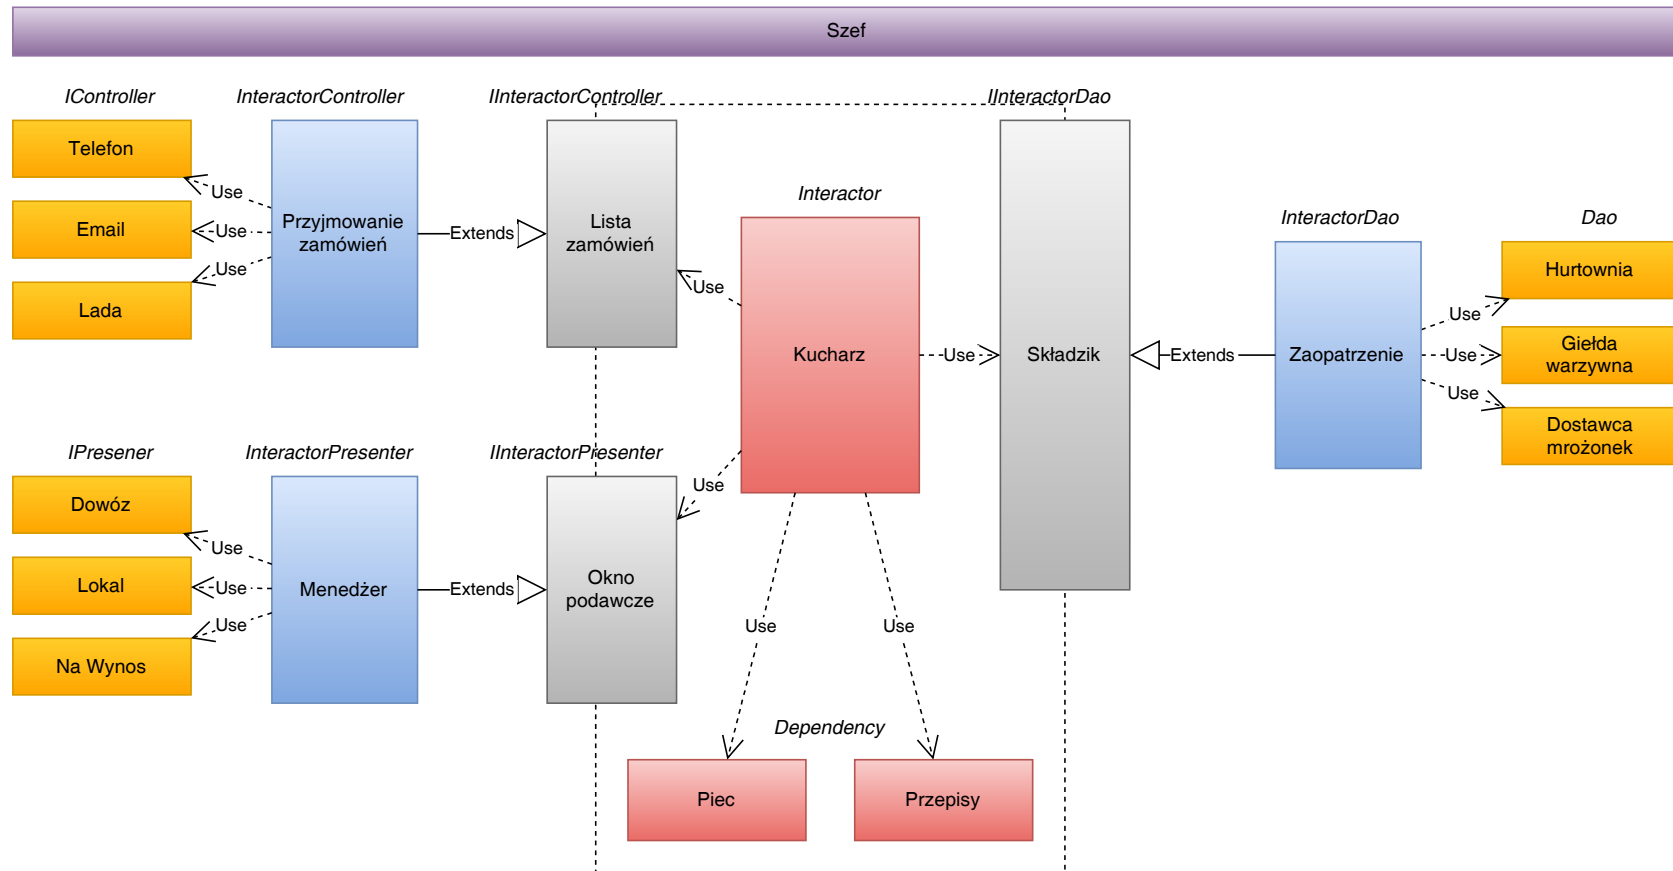 Szef
IController
InteractorController
IInteractorController
IInteractorDao
Telefon
Email
Lada
Use
Use
Use
Przyjmowanie
zamówień
Extends
Lista
zamówień
Interactor
Kucharz
Use
Use
Use
Składzik
Extends
InteractorDao
Zaopatrzenie
Use
Use
Use
Dao
Hurtownia
Giełda
warzywna
Dostawca
mrożonek
IPresener
InteractorPresenter
IInteractorPresenter
Dowóz
Lokal
Na Wynos
Use
Use
Use
Menedżer
Extends
Okno
podawcze
Use
Use
Dependency
Piec
Przepisy